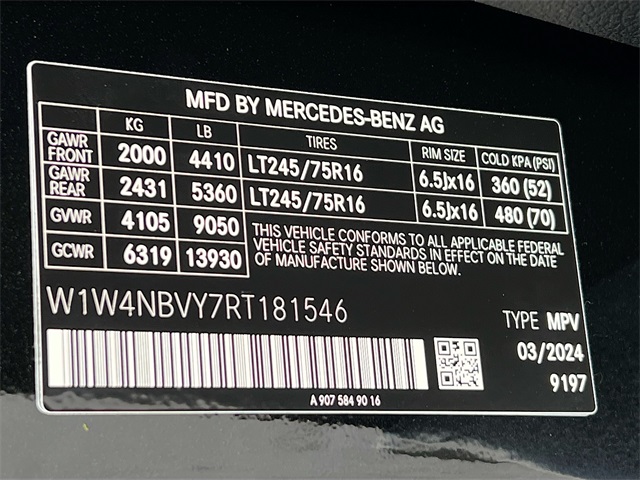 MFD BY MERCEDES-BENZ AG
KG LB TIRES RIM SIZE COLD KPA (PSI)
GAWR FRONT 2000 4410 LT245/75R16 6.5Jx16 360 (52)
GAWR REAR 2431 5360 LT245/75R16 6.5Jx16 480 (70)
GVWR 4105 9050
GCWR 6319 13930
THIS VEHICLE CONFORMS TO ALL APPLICABLE FEDERAL
VEHICLE SAFETY STANDARDS IN EFFECT ON THE DATE
OF MANUFACTURE SHOWN BELOW.
W1W4NBVY7RT181546
TYPE MPV
03/2024
9197
A 907 584 90 16